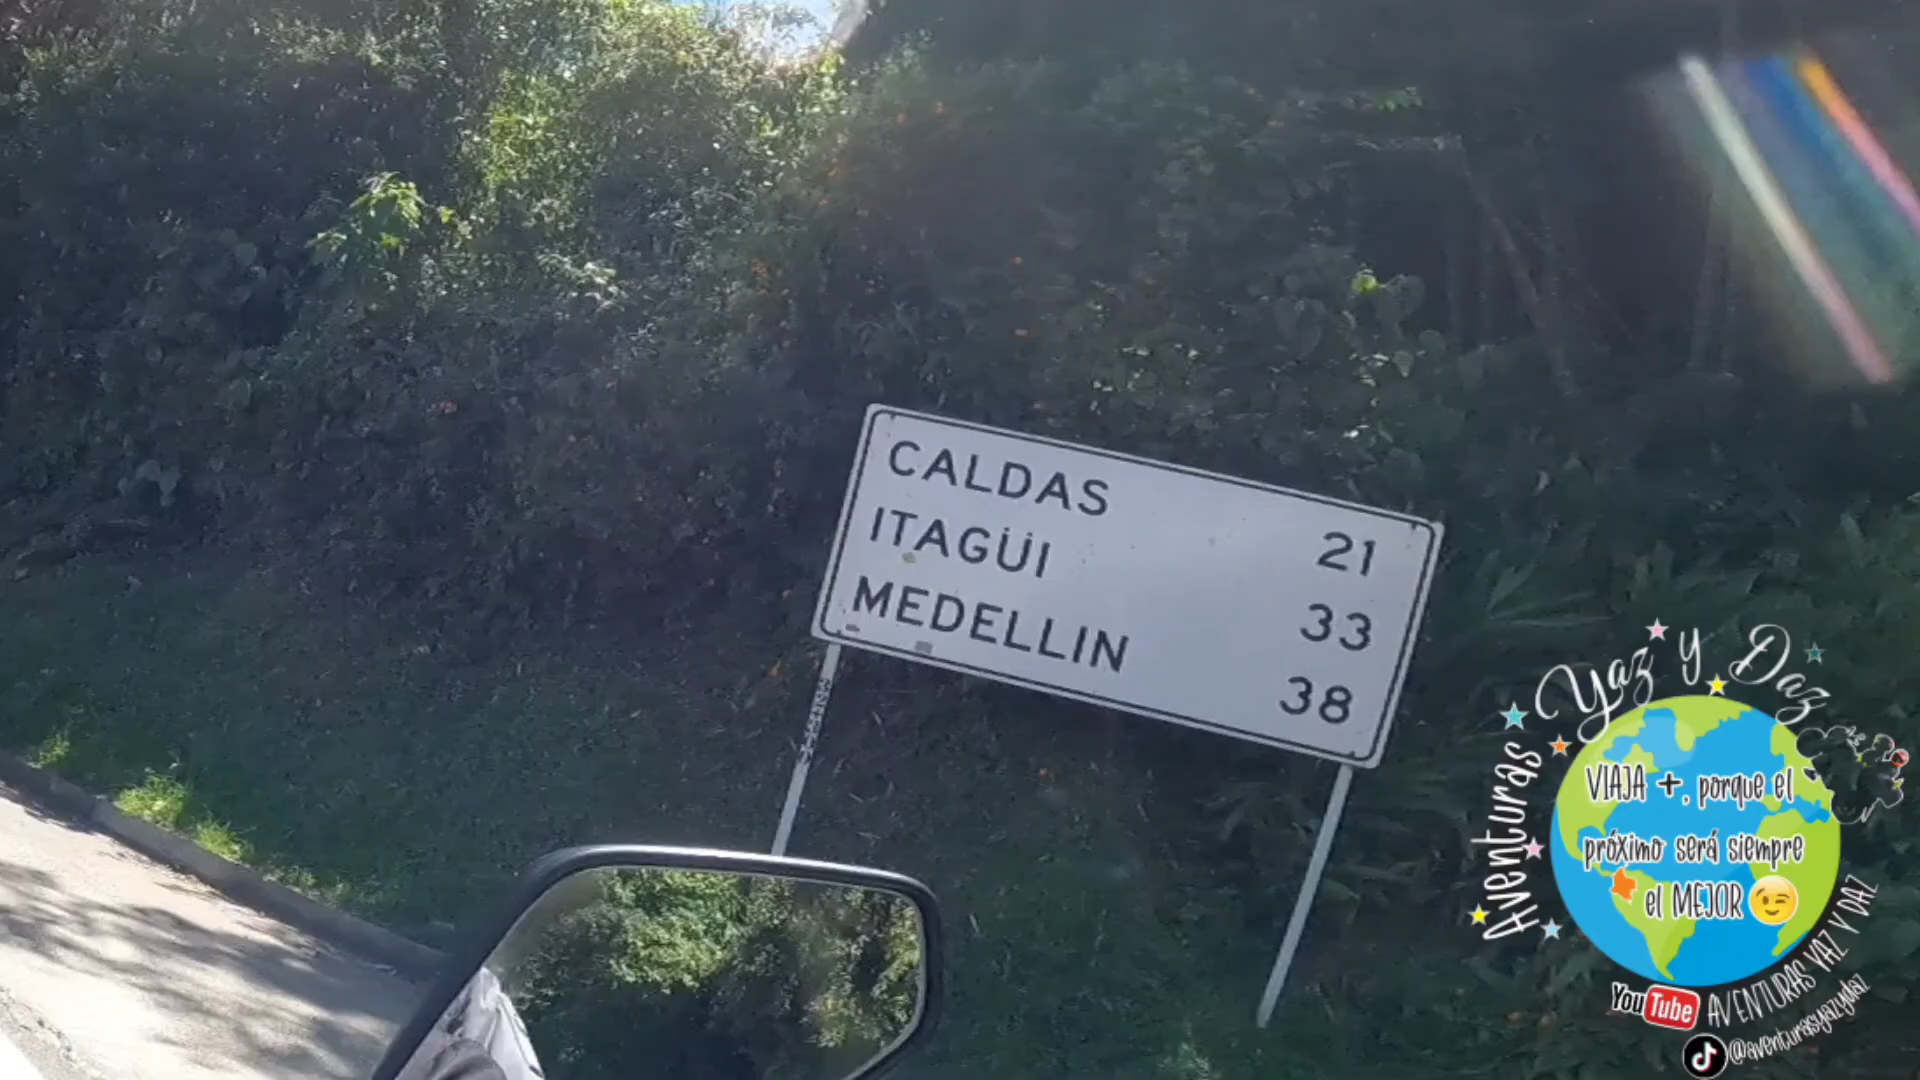 CALDAS 21
ITAGÜI 33
MEDELLIN 38
Aventuras Yaz y Daz
VIAJA +, porque el
próximo será siempre
el MEJOR
YouTube AVENTURAS YAZ Y DAZ
@aventurasyazydaz